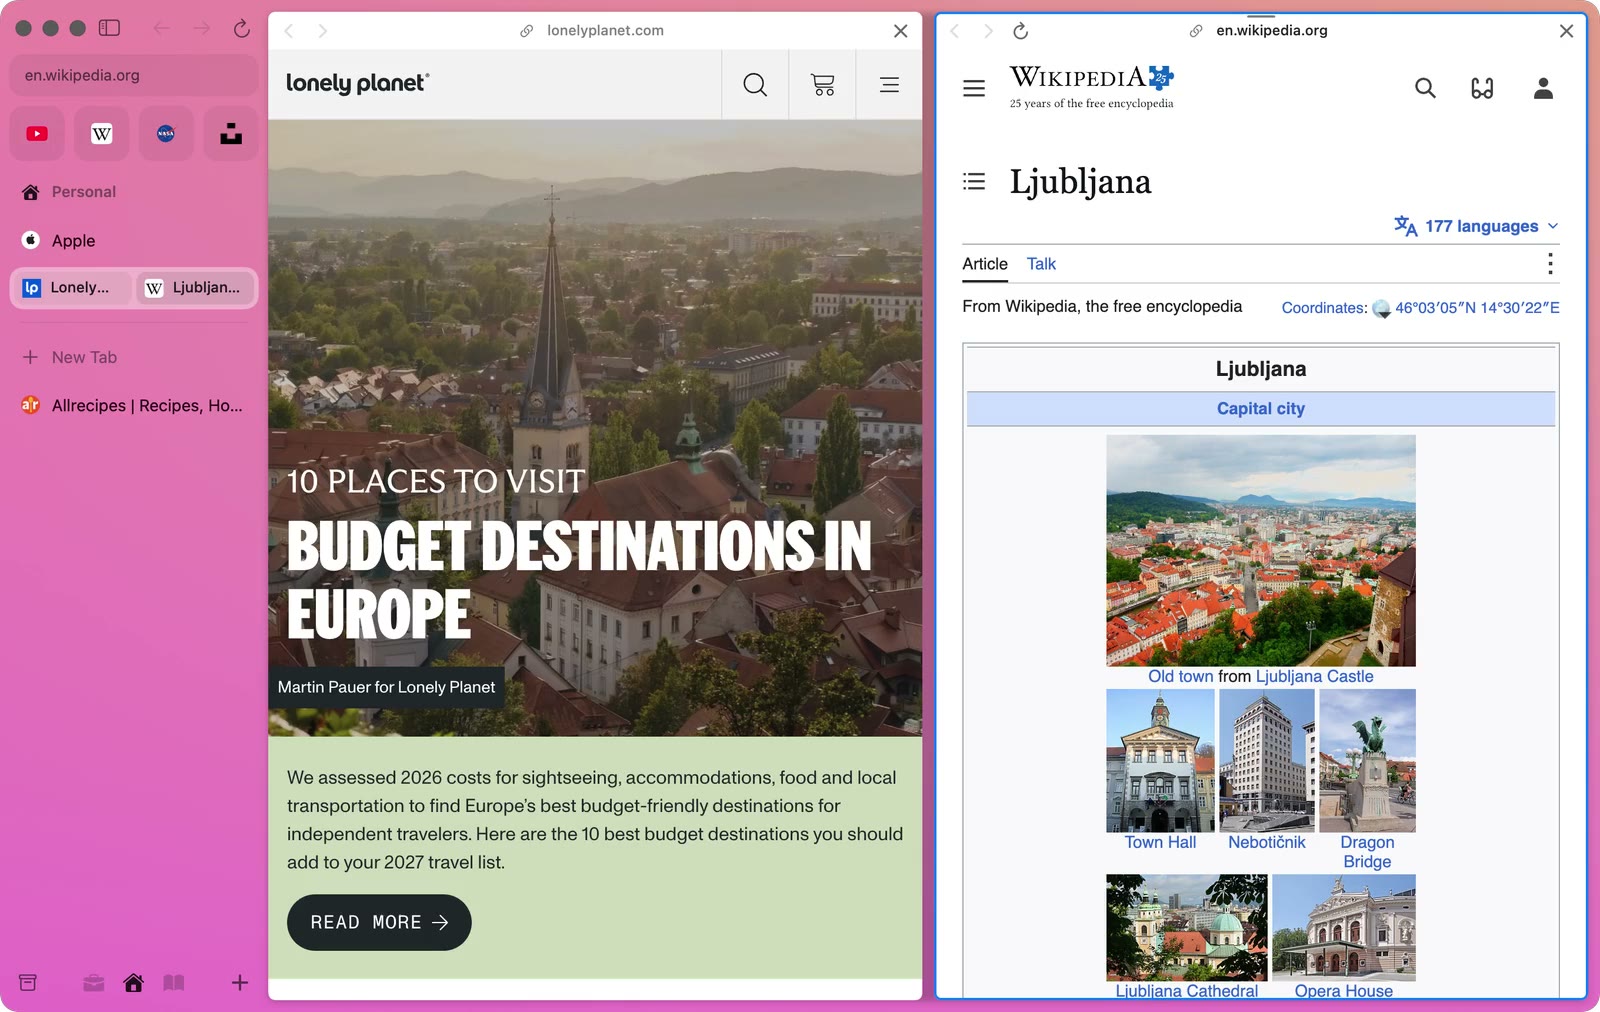 en.wikipedia.org
Personal
Apple
Lonely...
Ljubljan...
New Tab
Allrecipes | Recipes, Ho...
lonelyplanet.com
lonely planet
10 PLACES TO VISIT
BUDGET DESTINATIONS IN
EUROPE
Martin Pauer for Lonely Planet
We assessed 2026 costs for sightseeing, accommodations, food and local
transportation to find Europe's best budget-friendly destinations for
independent travelers. Here are the 10 best budget destinations you should
add to your 2027 travel list.
READ MORE →
en.wikipedia.org
WIKIPEDIA 25
25 years of the free encyclopedia
Ljubljana
177 languages
Article Talk
From Wikipedia, the free encyclopedia
Coordinates: 46°03′05″N 14°30′22″E
Ljubljana
Capital city
Old town from Ljubljana Castle
Town Hall
Nebotičnik
Dragon
Bridge
Ljubljana Cathedral
Opera House